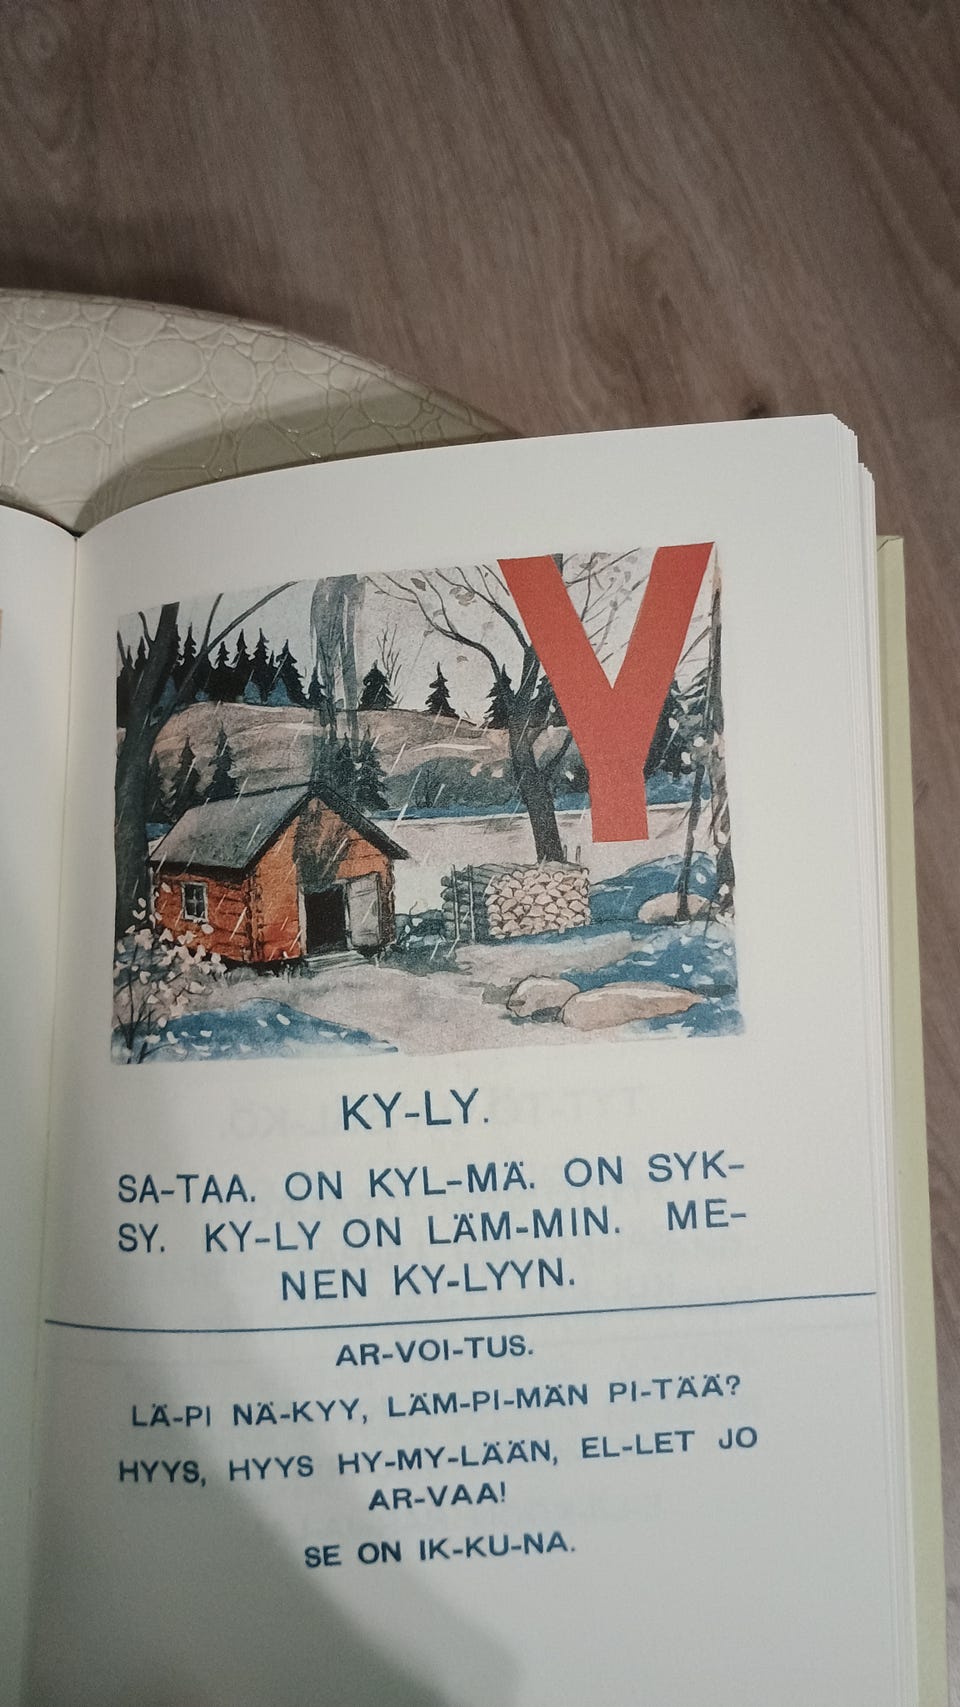 Y
KY-LY.
SA-TAA. ON KYL-MÄ. ON SYK-
SY. KY-LY ON LÄM-MIN. ME-
NEN KY-LYYN.
AR-VOI-TUS.
LÄ-PI NÄ-KYY, LÄM-PI-MÄN PI-TÄÄ?
HYYS, HYYS HY-MY-LÄÄN, EL-LET JO
AR-VAA!
SE ON IK-KU-NA.